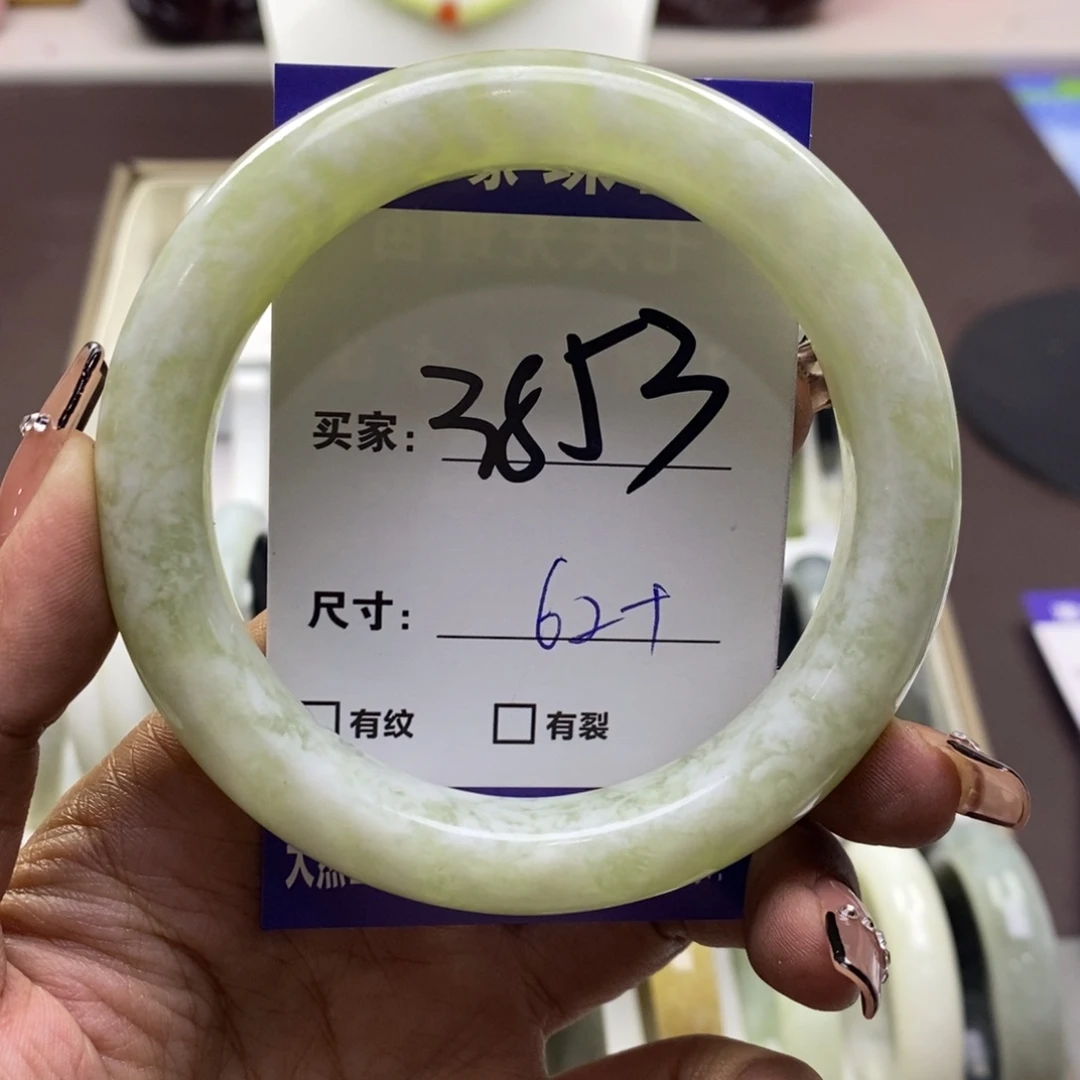 买家: 3853
尺寸: 62+
□有纹 □有裂